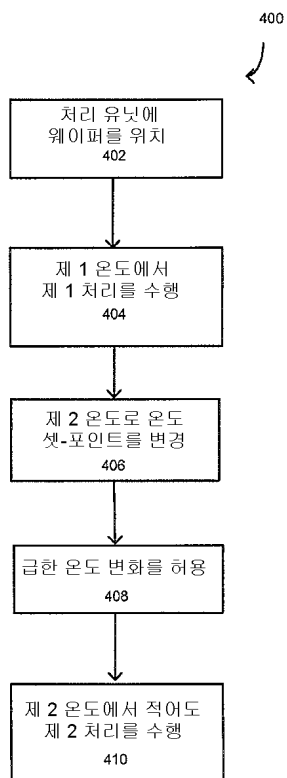 400
처리 유닛에
웨이퍼를 위치
402
제 1 온도에서
제 1 처리를 수행
404
제 2 온도로 온도
셋-포인트를 변경
406
급한 온도 변화를 허용
408
제 2 온도에서 적어도
제 2 처리를 수행
410